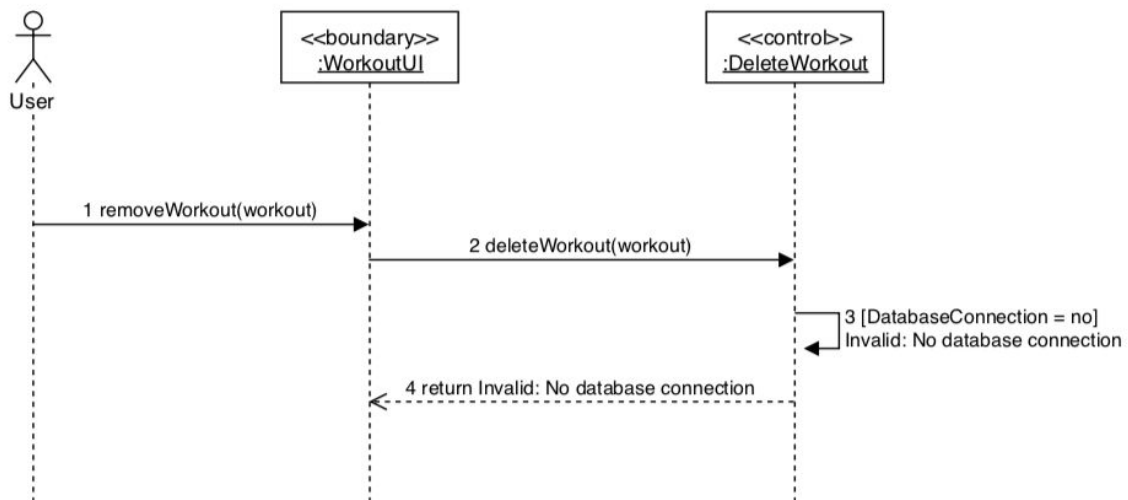 <<boundary>>
:WorkoutUI
<<control>>
:DeleteWorkout
User
1 removeWorkout(workout)
2 deleteWorkout(workout)
3 [DatabaseConnection = no]
Invalid: No database connection
4 return Invalid: No database connection